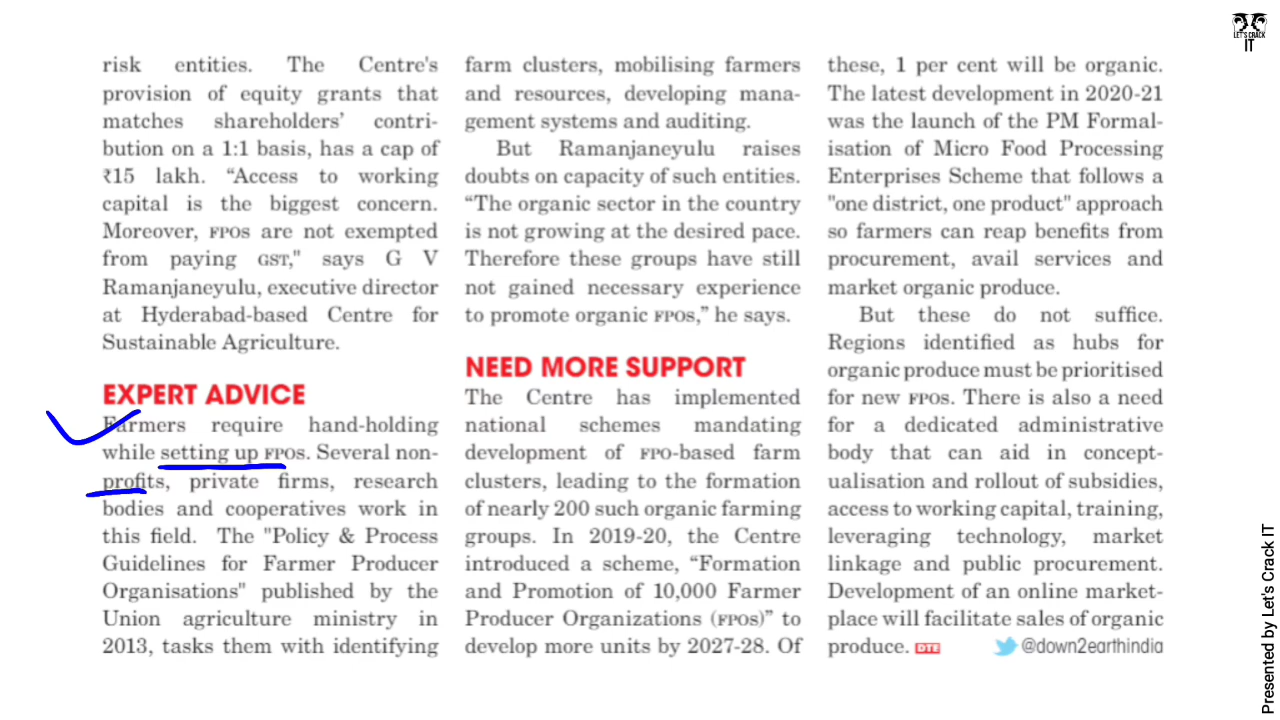 LET'S CRACK
IT
risk entities. The Centre's
provision of equity grants that
matches shareholders' contri-
bution on a 1:1 basis, has a cap of
₹15 lakh. “Access to working
capital is the biggest concern.
Moreover, FPOs are not exempted
from paying GST," says G V
Ramanjaneyulu, executive director
at Hyderabad-based Centre for
Sustainable Agriculture.
EXPERT ADVICE
Farmers require hand-holding
while setting up FPOs. Several non-
profits, private firms, research
bodies and cooperatives work in
this field. The "Policy & Process
Guidelines for Farmer Producer
Organisations" published by the
Union agriculture ministry in
2013, tasks them with identifying
farm clusters, mobilising farmers
and resources, developing mana-
gement systems and auditing.
But Ramanjaneyulu raises
doubts on capacity of such entities.
“The organic sector in the country
is not growing at the desired pace.
Therefore these groups have still
not gained necessary experience
to promote organic FPOs,” he says.
NEED MORE SUPPORT
The Centre has implemented
national schemes mandating
development of FPO-based farm
clusters, leading to the formation
of nearly 200 such organic farming
groups. In 2019-20, the Centre
introduced a scheme, “Formation
and Promotion of 10,000 Farmer
Producer Organizations (FPOs)” to
develop more units by 2027-28. Of
these, 1 per cent will be organic.
The latest development in 2020-21
was the launch of the PM Formal-
isation of Micro Food Processing
Enterprises Scheme that follows a
"one district, one product" approach
so farmers can reap benefits from
procurement, avail services and
market organic produce.
But these do not suffice.
Regions identified as hubs for
organic produce must be prioritised
for new FPOs. There is also a need
for a dedicated administrative
body that can aid in concept-
ualisation and rollout of subsidies,
access to working capital, training,
leveraging technology, market
linkage and public procurement.
Development of an online market-
place will facilitate sales of organic
produce. DTE @down2earthindia
Presented by Let's Crack IT